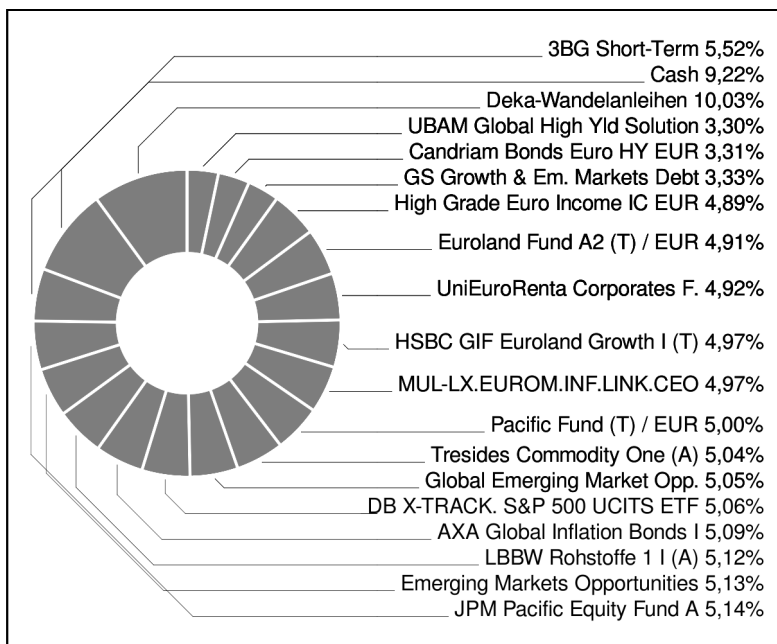 3BG Short-Term 5,52%
Cash 9,22%
Deka-Wandelanleihen 10,03%
UBAM Global High Yld Solution 3,30%
Candriam Bonds Euro HY EUR 3,31%
GS Growth & Em. Markets Debt 3,33%
High Grade Euro Income IC EUR 4,89%
Euroland Fund A2 (T) / EUR 4,91%
UniEuroRenta Corporates F. 4,92%
HSBC GIF Euroland Growth I (T) 4,97%
MUL-LX.EUROM.INF.LINK.CEO 4,97%
Pacific Fund (T) / EUR 5,00%
Tresides Commodity One (A) 5,04%
Global Emerging Market Opp. 5,05%
DB X-TRACK. S&P 500 UCITS ETF 5,06%
AXA Global Inflation Bonds I 5,09%
LBBW Rohstoffe 1 I (A) 5,12%
Emerging Markets Opportunities 5,13%
JPM Pacific Equity Fund A 5,14%